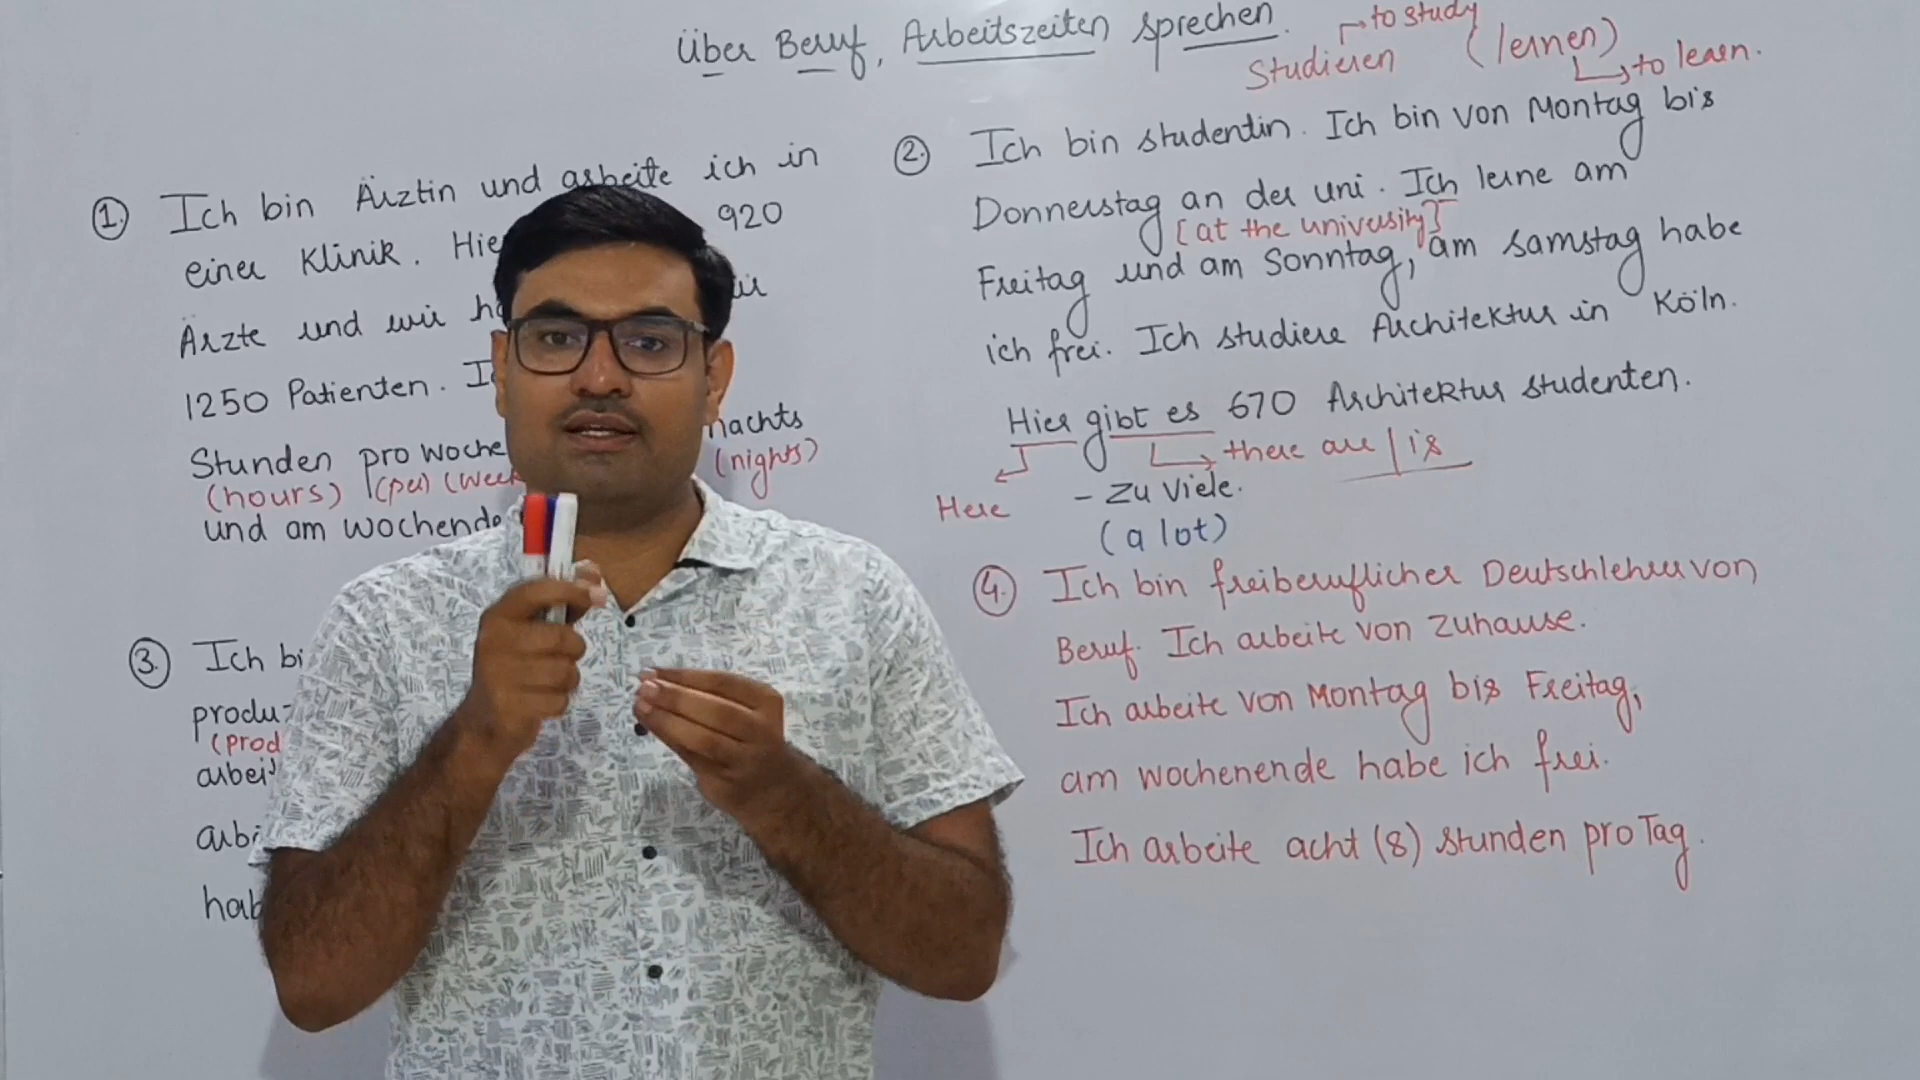 Über Beruf, Arbeitszeiten sprechen.
to study
Studieren (lernen)
to learn.
1. Ich bin Ärztin und arbeite ich in
einer Klinik. 920
Ärzte und wir
1250 Patienten.
Stunden pro Woche nachts
(hours) (per) (nights)
und am Wochende
2. Ich bin studentin. Ich bin von Montag bis
Donnerstag an der uni. Ich lerne am
[at the university]
Freitag und am Sonntag, am samstag habe
ich frei. Ich studiere Architektur in Köln.
Hier gibt es 670 Architektur studenten.
there are / is
Here
- zu viele.
(a lot)
3. Ich
4. Ich bin freiberuflicher Deutschlehrer von
Beruf. Ich arbeite von zuhause.
Ich arbeite von Montag bis Freitag,
am wochenende habe ich frei.
Ich arbeite acht (8) stunden pro Tag.